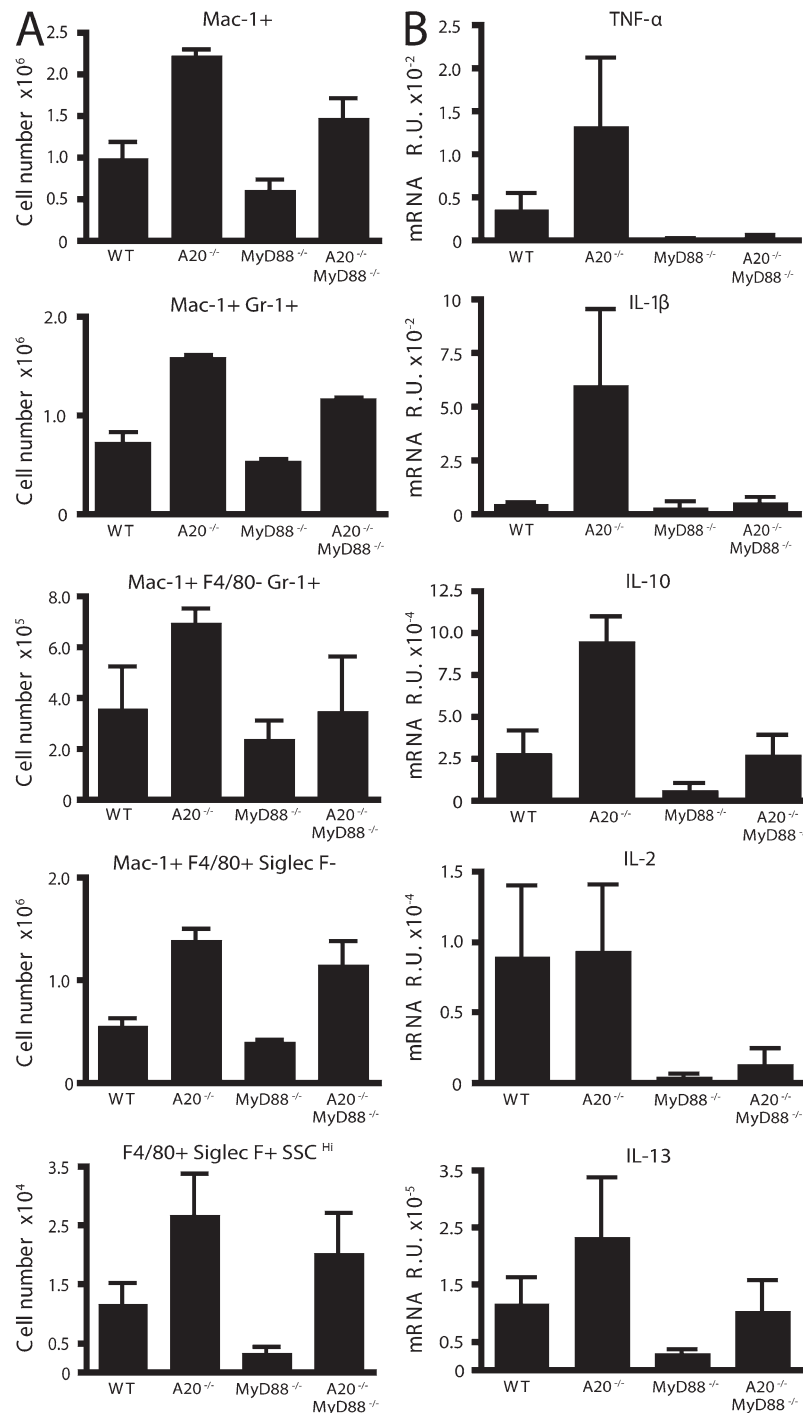 A
Mac-1+
Cell number x10⁶
2.5
2.0
1.5
1.0
0.5
0
WT
A20⁻/⁻
MyD88⁻/⁻
A20⁻/⁻
MyD88⁻/⁻
Mac-1+ Gr-1+
Cell number x10⁶
2.0
1.0
0
WT
A20⁻/⁻
MyD88⁻/⁻
A20⁻/⁻
MyD88⁻/⁻
Mac-1+ F4/80- Gr-1+
Cell number x10⁵
8.0
6.0
4.0
2.0
0
WT
A20⁻/⁻
MyD88⁻/⁻
A20⁻/⁻
MyD88⁻/⁻
Mac-1+ F4/80+ Siglec F-
Cell number x10⁶
2.0
1.0
0
WT
A20⁻/⁻
MyD88⁻/⁻
A20⁻/⁻
MyD88⁻/⁻
F4/80+ Siglec F+ SSC Hi
Cell number x10⁴
3.5
2.5
1.5
0.5
0
WT
A20⁻/⁻
MyD88⁻/⁻
A20⁻/⁻
MyD88⁻/⁻
B
TNF-α
mRNA R.U. x10⁻²
2.5
2.0
1.5
1.0
0.5
0
WT
A20⁻/⁻
MyD88⁻/⁻
A20⁻/⁻
MyD88⁻/⁻
IL-1β
mRNA R.U. x10⁻²
10
7.5
5.0
2.5
0
WT
A20⁻/⁻
MyD88⁻/⁻
A20⁻/⁻
MyD88⁻/⁻
IL-10
mRNA R.U. x10⁻⁴
12.5
10.0
7.5
5.0
2.5
0
WT
A20⁻/⁻
MyD88⁻/⁻
A20⁻/⁻
MyD88⁻/⁻
IL-2
mRNA R.U. x10⁻⁴
1.5
1.0
0.5
0
WT
A20⁻/⁻
MyD88⁻/⁻
A20⁻/⁻
MyD88⁻/⁻
IL-13
mRNA R.U. x10⁻⁵
3.5
2.5
1.5
0.5
0
WT
A20⁻/⁻
MyD88⁻/⁻
A20⁻/⁻
MyD88⁻/⁻